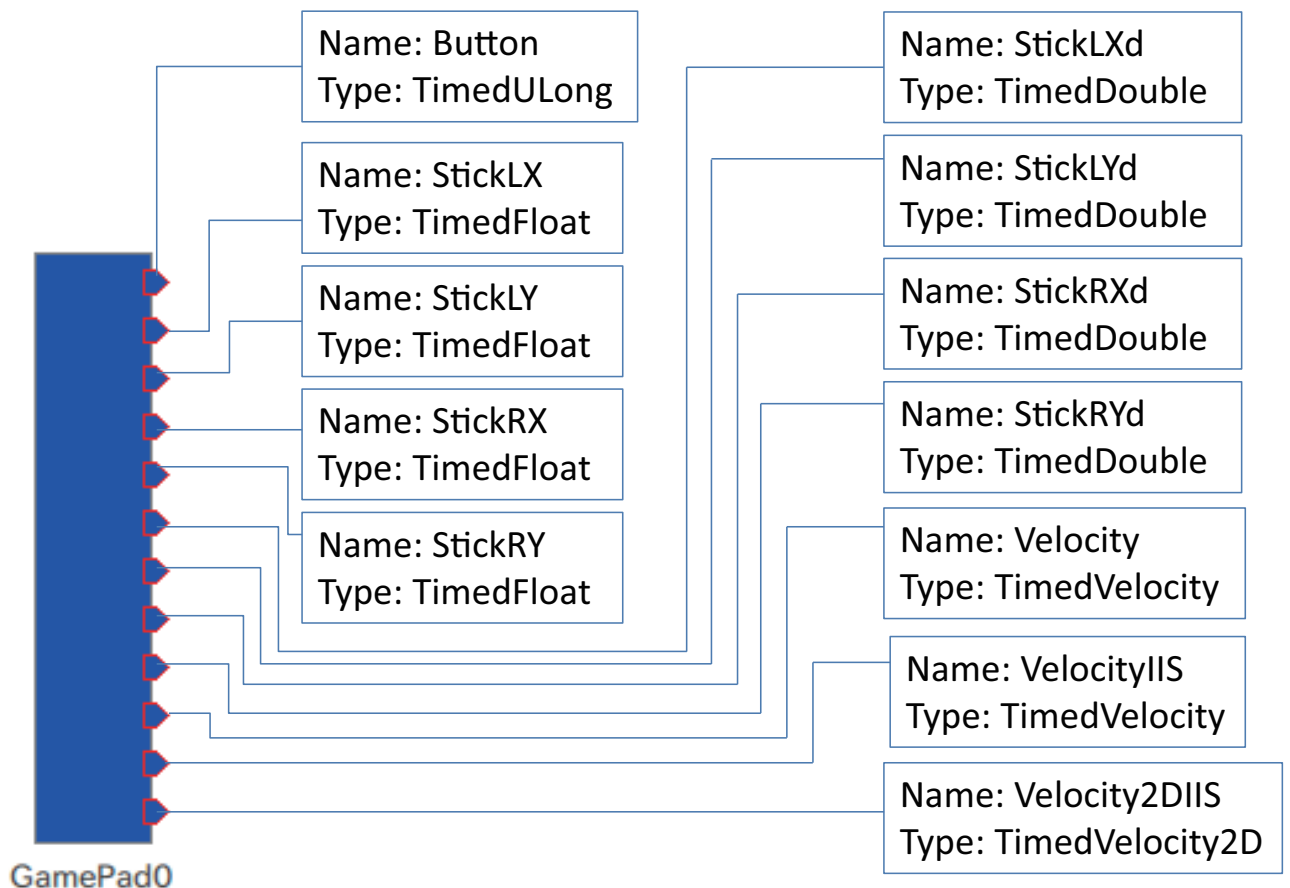 Name: Button
Type: TimedULong
Name: StickLX
Type: TimedFloat
Name: StickLY
Type: TimedFloat
Name: StickRX
Type: TimedFloat
Name: StickRY
Type: TimedFloat
Name: StickLXd
Type: TimedDouble
Name: StickLYd
Type: TimedDouble
Name: StickRXd
Type: TimedDouble
Name: StickRYd
Type: TimedDouble
Name: Velocity
Type: TimedVelocity
Name: VelocityIIS
Type: TimedVelocity
Name: Velocity2DIIS
Type: TimedVelocity2D
GamePad0